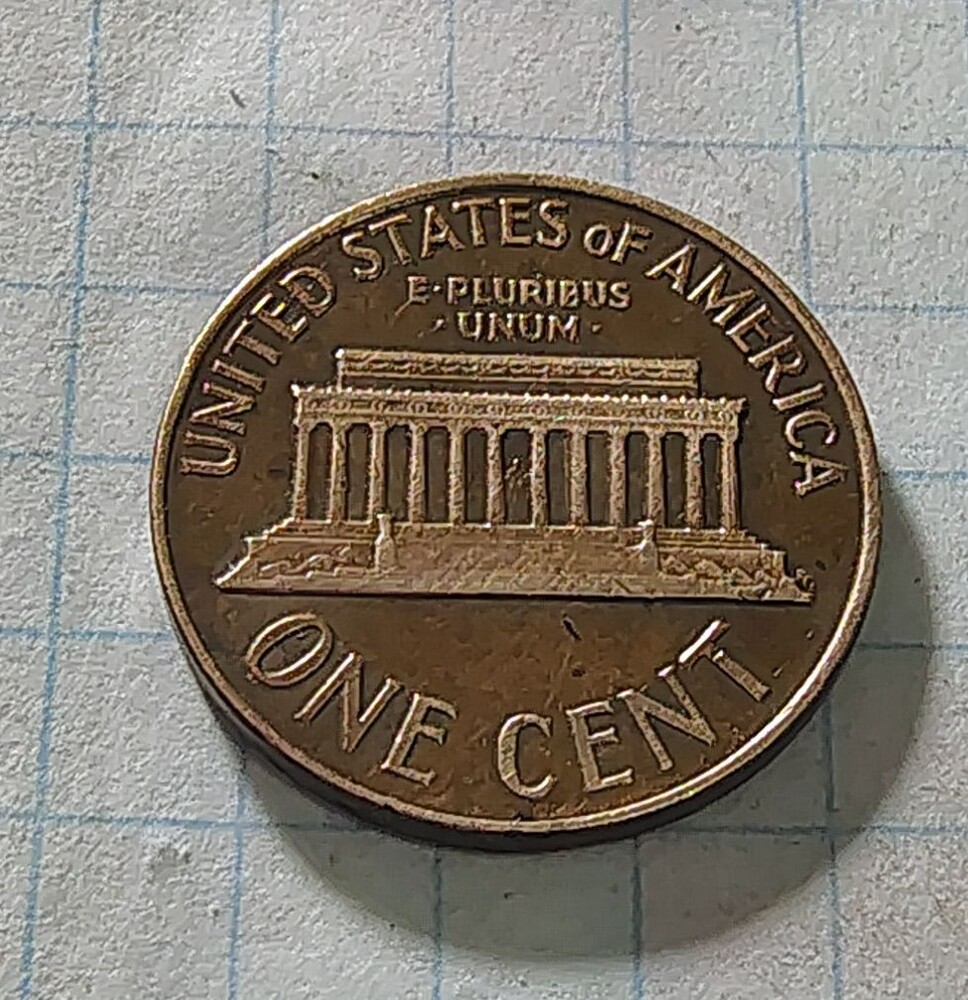 UNITED STATES oF AMERICA
E·PLURIBUS
·UNUM·
ONE CENT